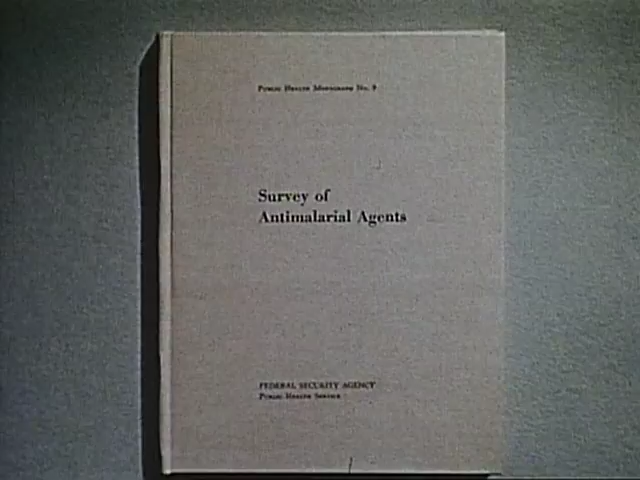 Public Health Monograph No. 9
Survey of
Antimalarial Agents
FEDERAL SECURITY AGENCY
Public Health Service